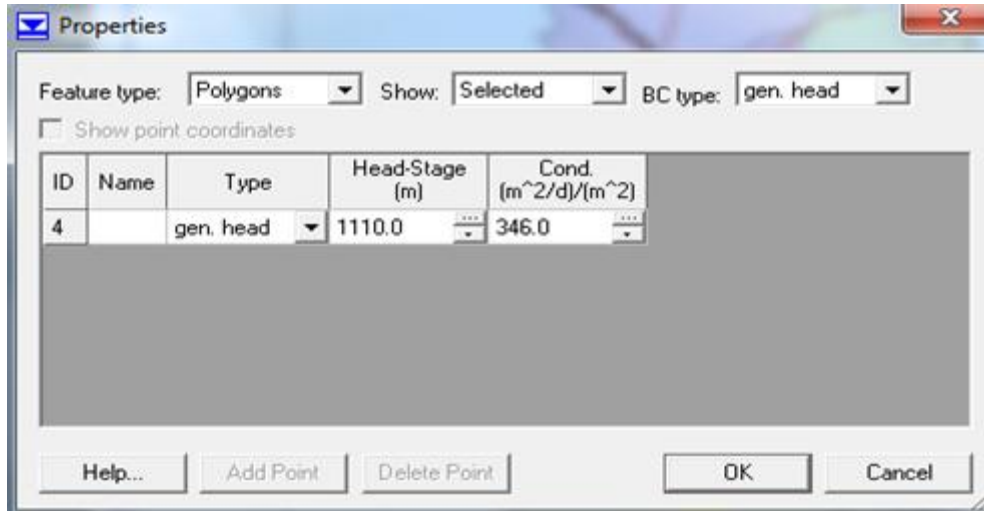 Properties
Feature type: Polygons Show: Selected BC type: gen. head
Show point coordinates
ID Name Type Head-Stage (m) Cond. (m^2/d)/(m^2)
4 gen. head 1110.0 346.0
Help... Add Point Delete Point OK Cancel